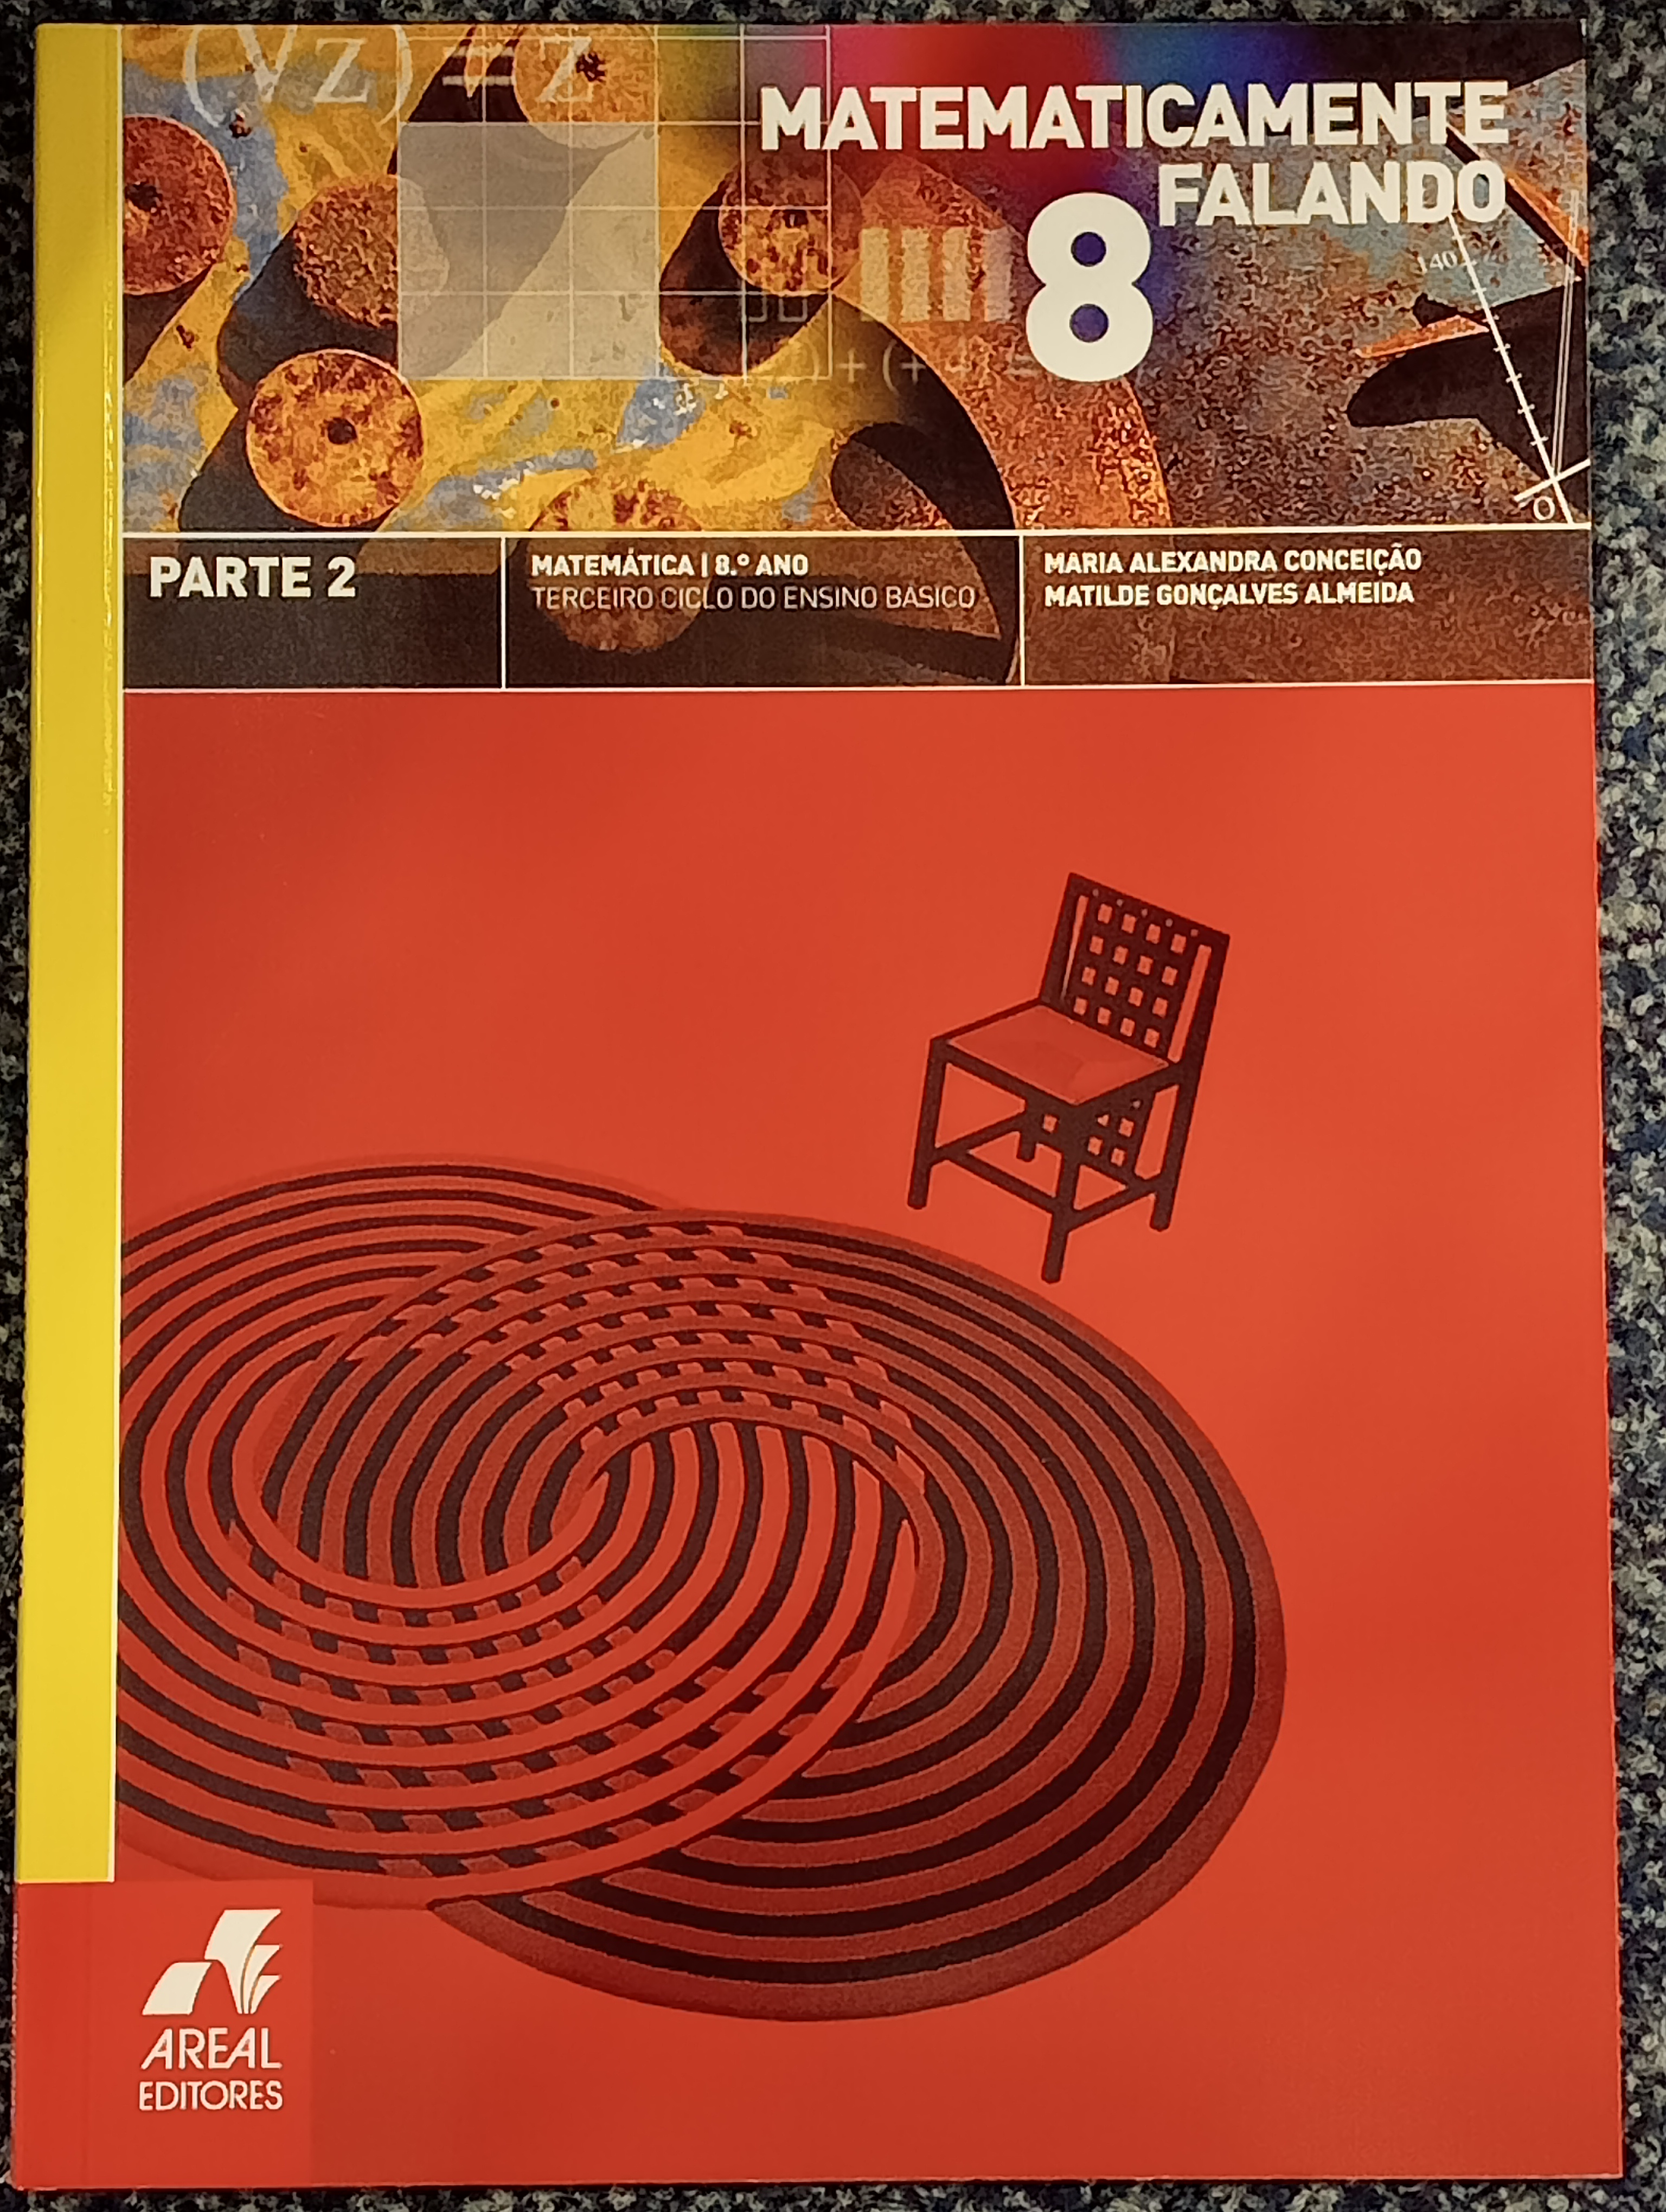 (√z) = z
MATEMATICAMENTE
FALANDO
8
140
O
PARTE 2
MATEMÁTICA | 8.º ANO
TERCEIRO CICLO DO ENSINO BÁSICO
MARIA ALEXANDRA CONCEIÇÃO
MATILDE GONÇALVES ALMEIDA
AREAL
EDITORES